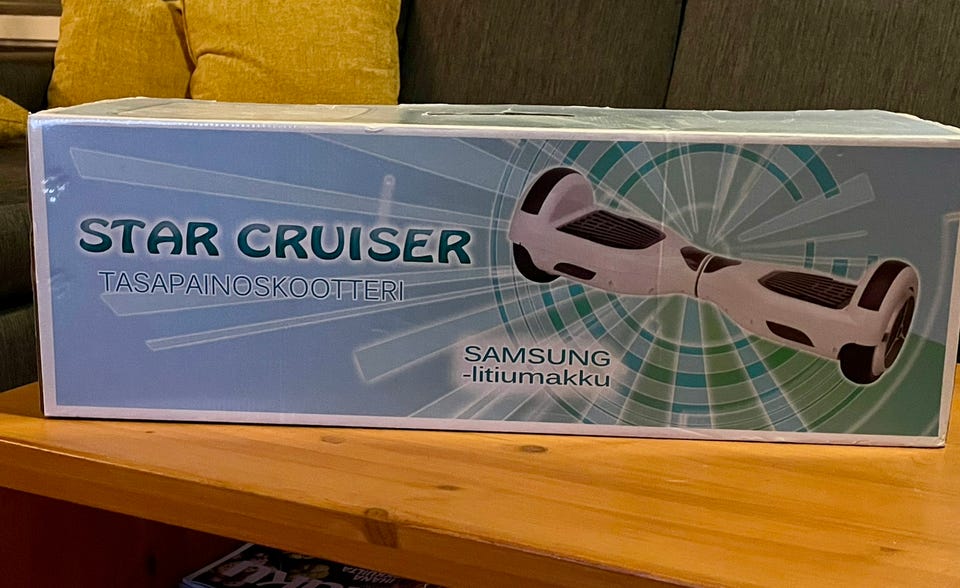 STAR CRUISER
TASAPAINOSKOOTTERI
SAMSUNG
-litiumakku